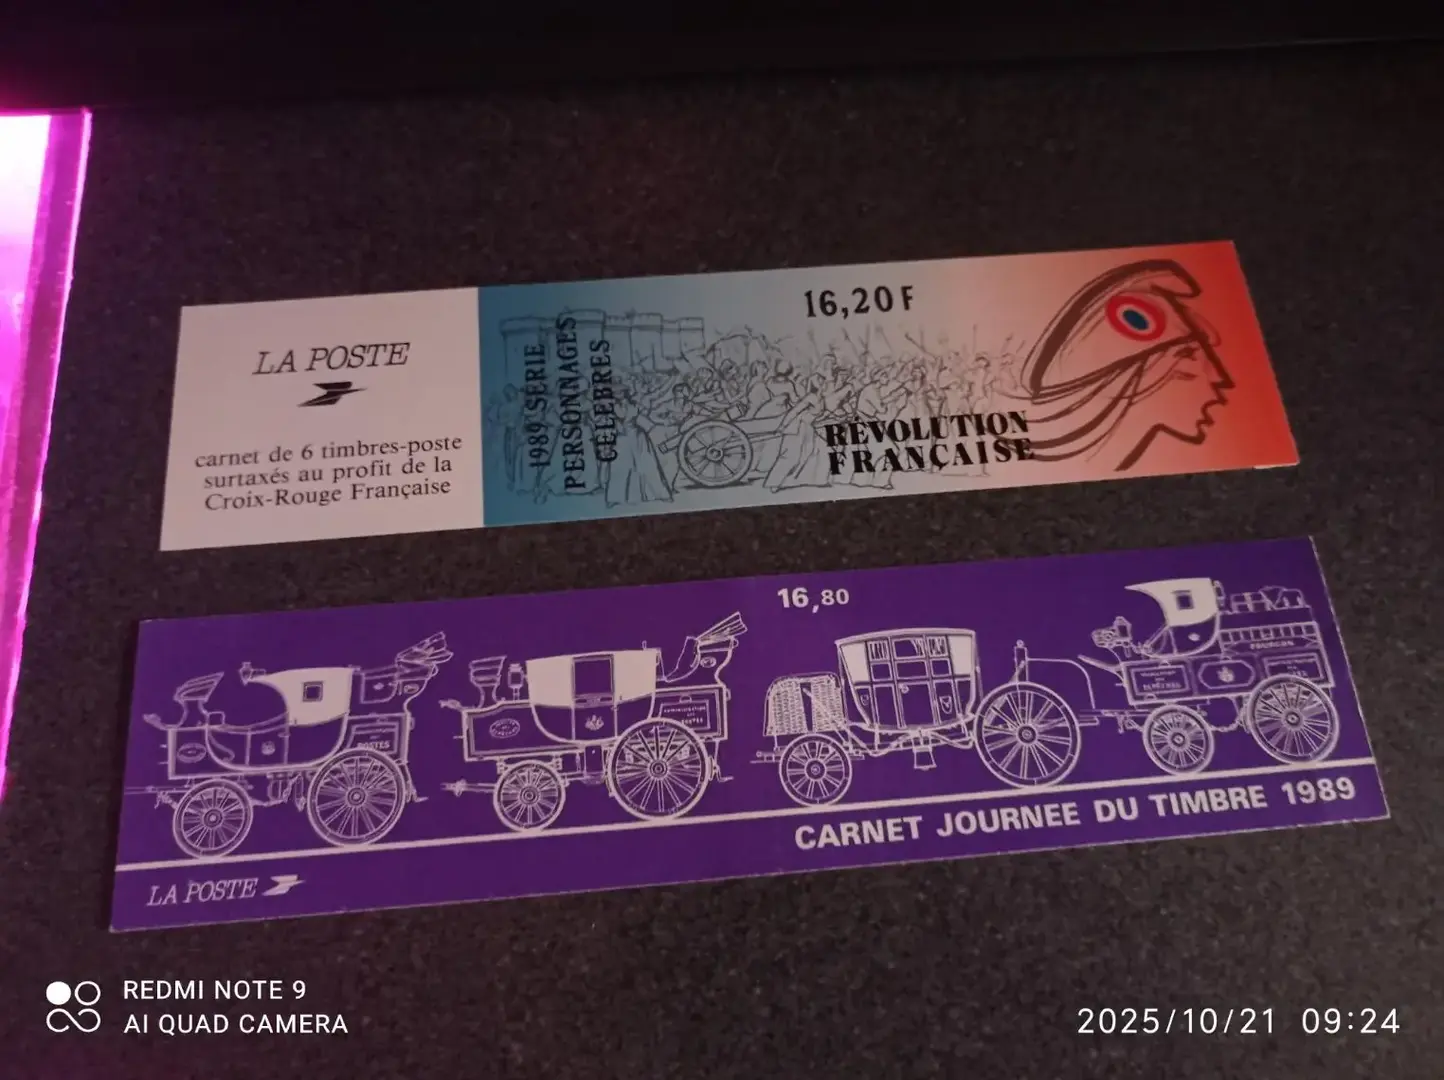 LA POSTE
carnet de 6 timbres-poste
surtaxés au profit de la
Croix-Rouge Française
1989 SÉRIE
PERSONNAGES
CÉLÈBRES
16,20 F
RÉVOLUTION
FRANÇAISE
16,80
POSTES
CARNET JOURNEE DU TIMBRE 1989
LA POSTE
REDMI NOTE 9
AI QUAD CAMERA
2025/10/21 09:24